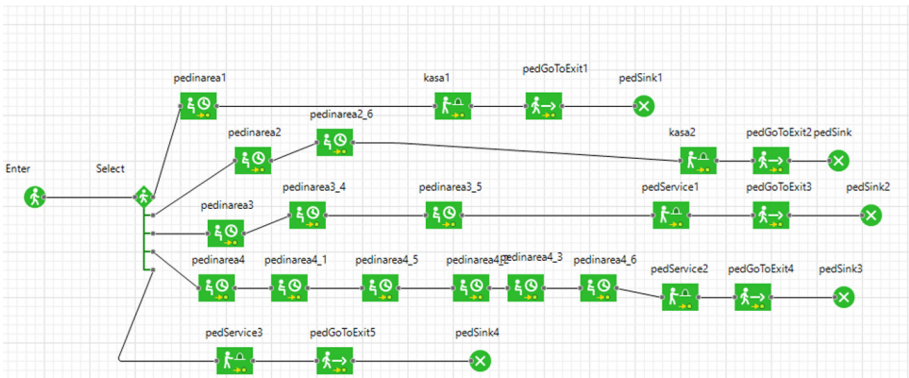 pedinarea1
kasa1
pedGoToExit1
pedSink1
pedinarea2
pedinarea2_6
kasa2
pedGoToExit2
pedSink
Enter
Select
pedinarea3
pedinarea3_4
pedinarea3_5
pedService1
pedGoToExit3
pedSink2
pedinarea4
pedinarea4_1
pedinarea4_5
pedinarea4_3
pedinarea4_6
pedService2
pedGoToExit4
pedSink3
pedService3
pedGoToExit5
pedSink4